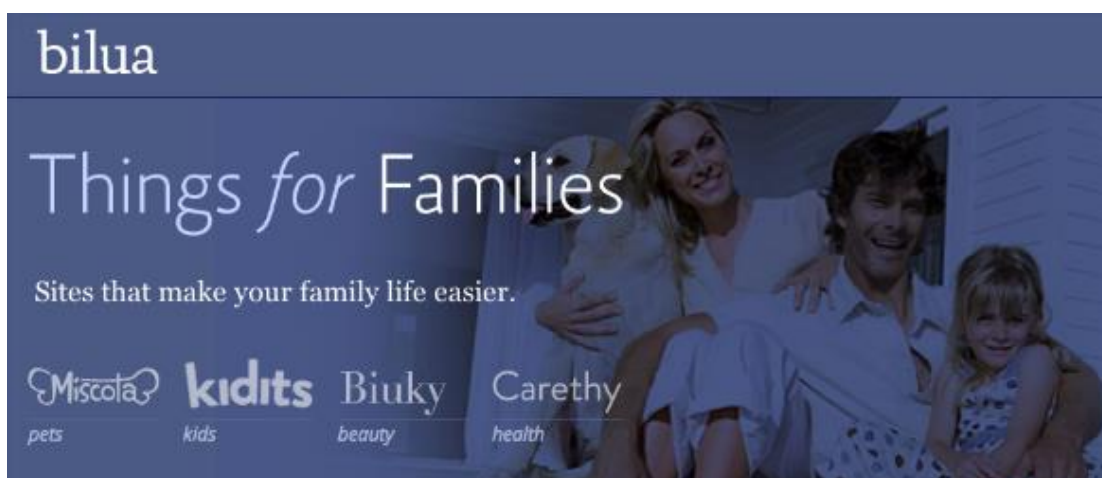 bilua
Things for Families
Sites that make your family life easier.
Miscota kidits Biuky Carethy
pets kids beauty health